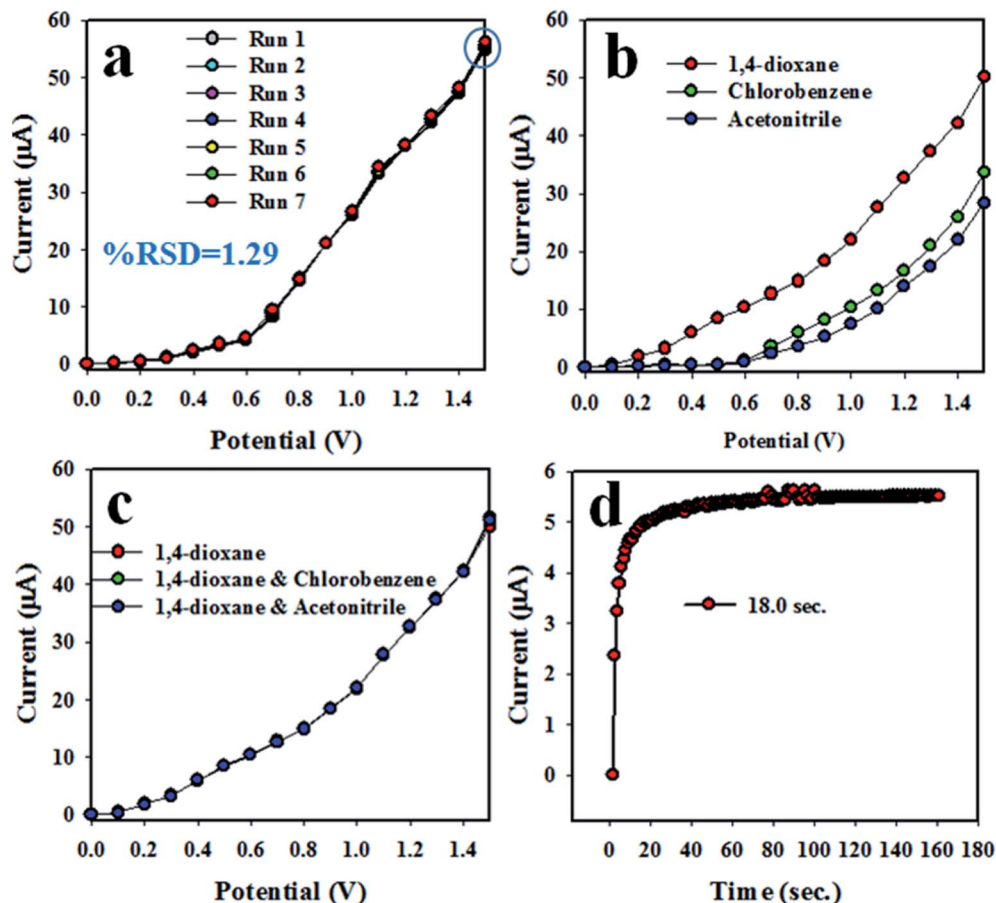 a
Run 1
Run 2
Run 3
Run 4
Run 5
Run 6
Run 7
%RSD=1.29
Current (µA)
60
50
40
30
20
10
0
0.0 0.2 0.4 0.6 0.8 1.0 1.2 1.4
Potential (V)
b
1,4-dioxane
Chlorobenzene
Acetonitrile
Current (µA)
60
50
40
30
20
10
0
0.0 0.2 0.4 0.6 0.8 1.0 1.2 1.4
Potential (V)
c
1,4-dioxane
1,4-dioxane & Chlorobenzene
1,4-dioxane & Acetonitrile
Current (µA)
60
50
40
30
20
10
0
0.0 0.2 0.4 0.6 0.8 1.0 1.2 1.4
Potential (V)
d
18.0 sec.
Current (µA)
6
5
4
3
2
1
0
0 20 40 60 80 100 120 140 160 180
Time (sec.)